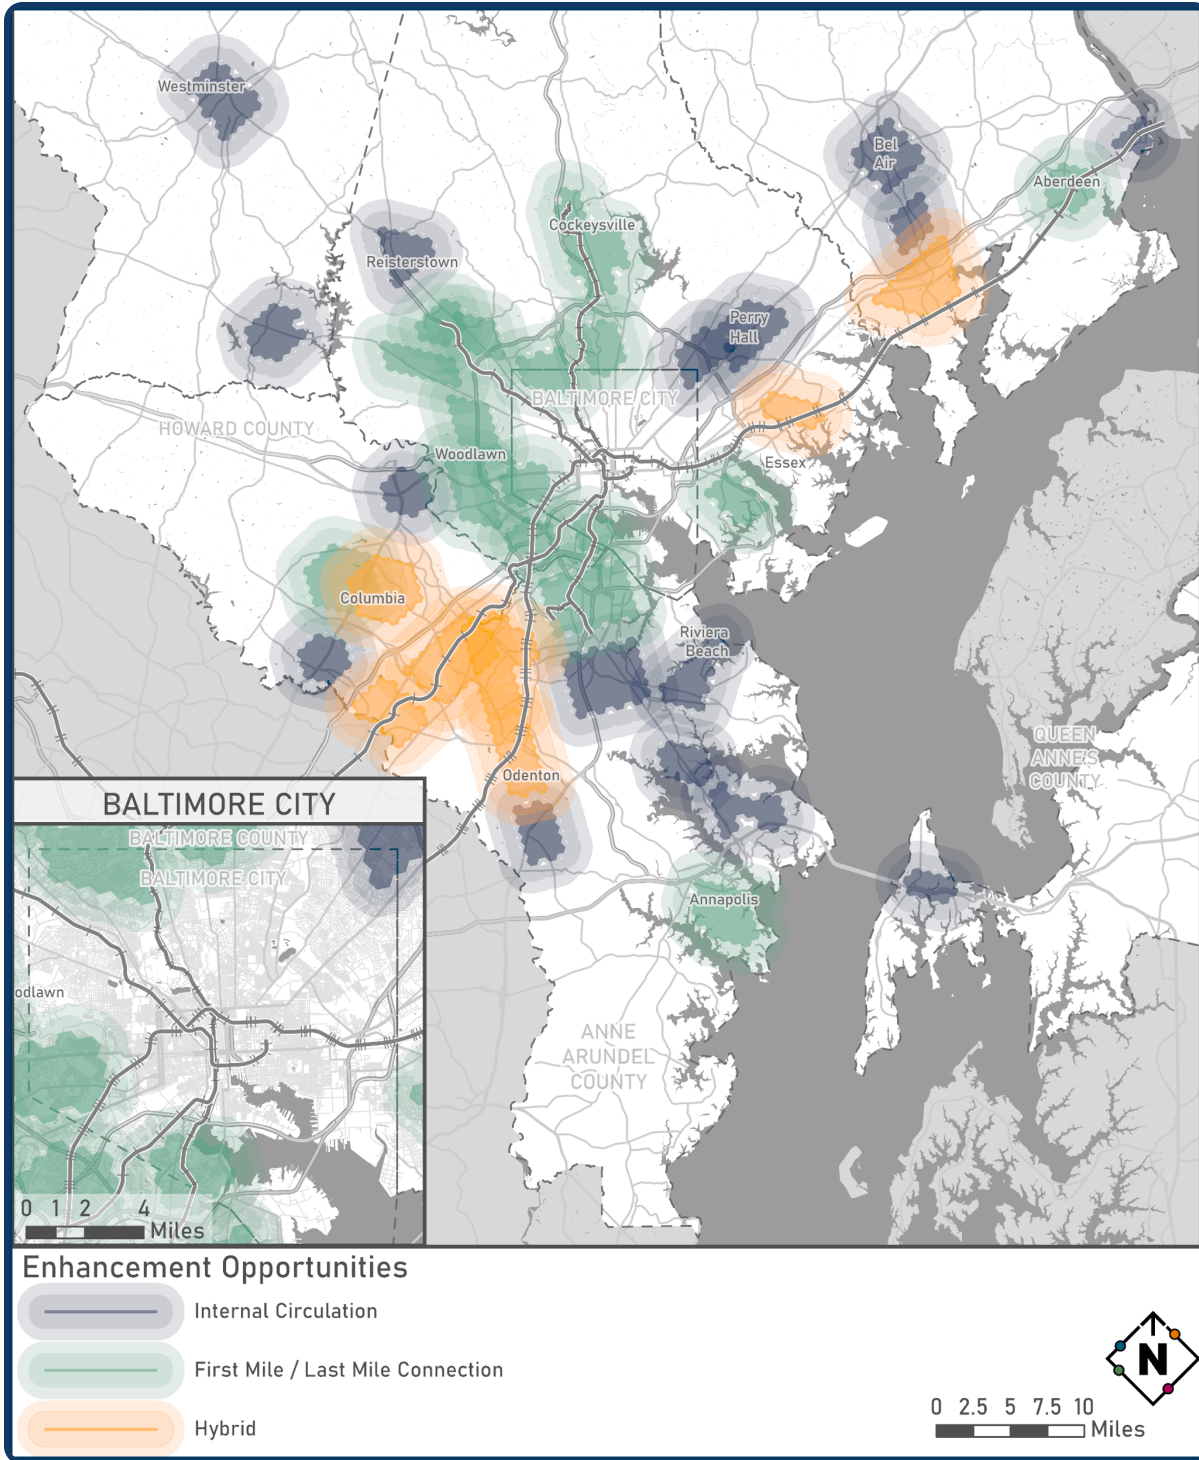 Westminster
Bel
Air
Aberdeen
Cockeysville
Reisterstown
Perry
Hall
BALTIMORE CITY
HOWARD COUNTY
Woodlawn
Essex
Columbia
Riviera
Beach
QUEEN
ANNE'S
COUNTY
Odenton
Annapolis
ANNE
ARUNDEL
COUNTY
BALTIMORE CITY
BALTIMORE COUNTY
BALTIMORE CITY
odlawn
0 1 2 4
Miles
Enhancement Opportunities
Internal Circulation
First Mile / Last Mile Connection
Hybrid
N
0 2.5 5 7.5 10
Miles